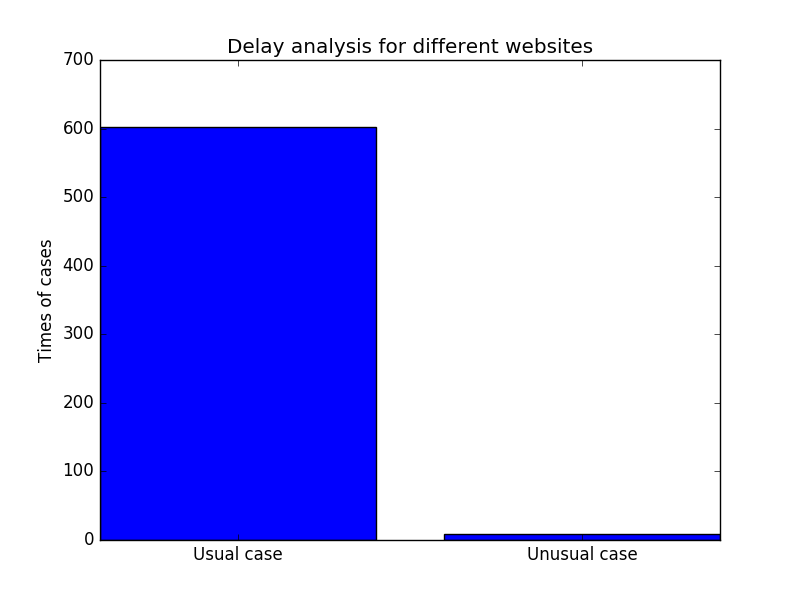 Delay analysis for different websites
700
600
500
400
300
200
100
0
Times of cases
Usual case
Unusual case